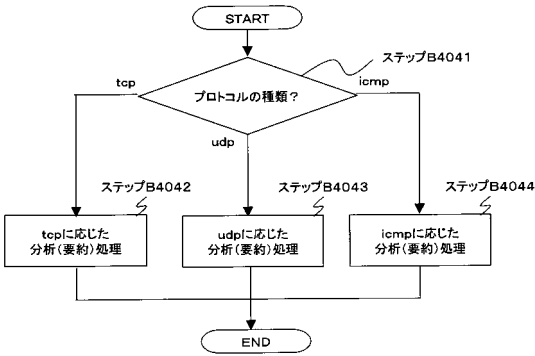 START
ステップB4041
tcp
icmp
プロトコルの種類?
udp
ステップB4042
ステップB4043
ステップB4044
tcpに応じた
分析(要約)処理
udpに応じた
分析(要約)処理
icmpに応じた
分析(要約)処理
END